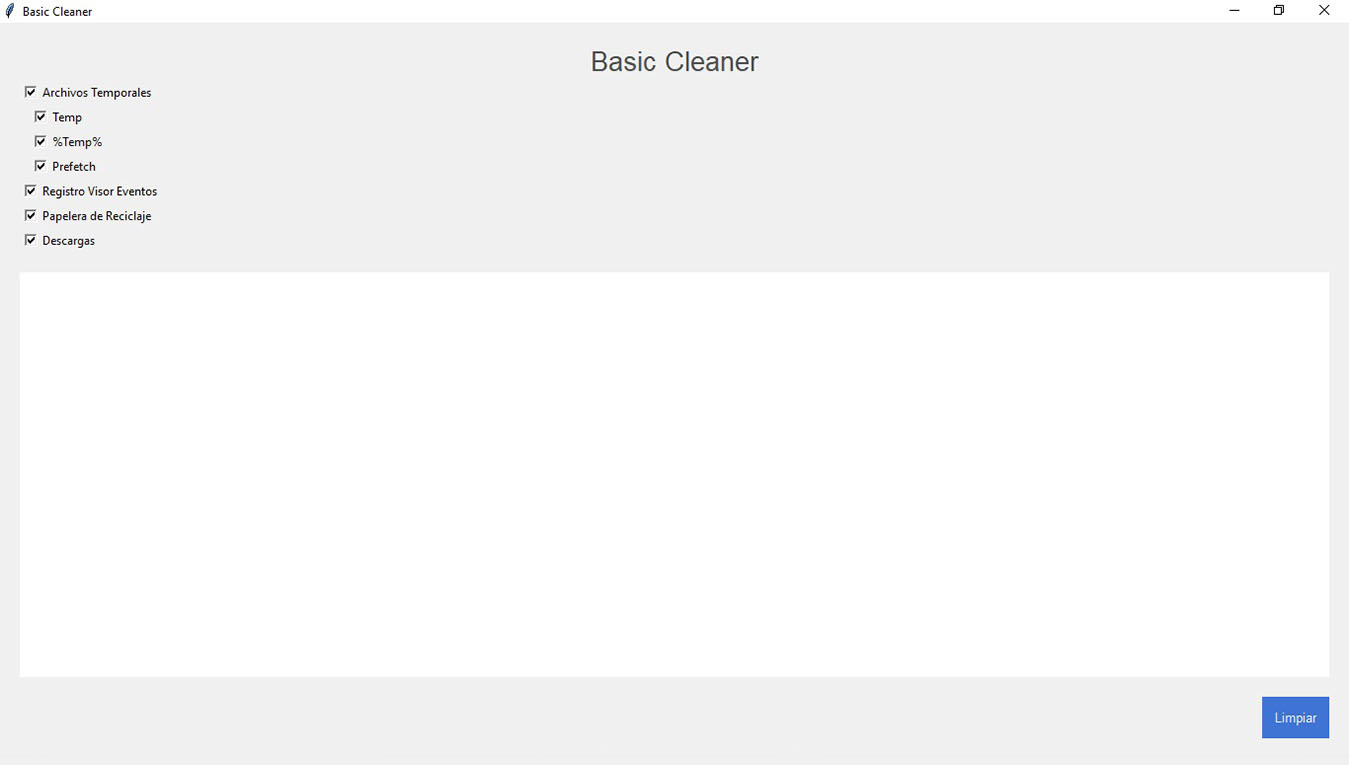 Basic Cleaner
Basic Cleaner
Archivos Temporales
Temp
%Temp%
Prefetch
Registro Visor Eventos
Papelera de Reciclaje
Descargas
Limpiar